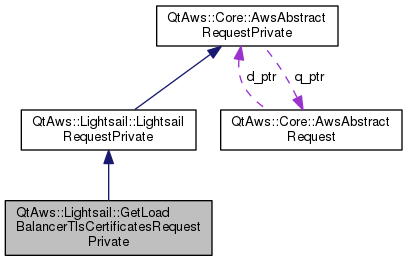 QtAws::Core::AwsAbstract
RequestPrivate
d_ptr
q_ptr
QtAws::Lightsail::Lightsail
RequestPrivate
QtAws::Core::AwsAbstract
Request
QtAws::Lightsail::GetLoad
BalancerTlsCertificatesRequest
Private